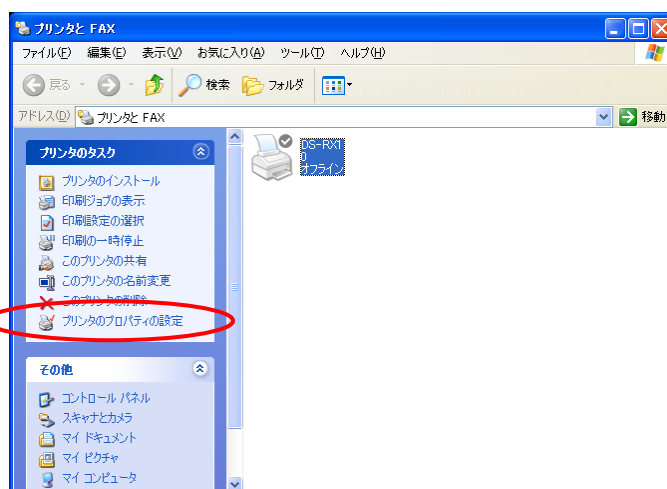 プリンタと FAX
ファイル(F) 編集(E) 表示(V) お気に入り(A) ツール(T) ヘルプ(H)
戻る 検索 フォルダ
アドレス(D) プリンタと FAX 移動
プリンタのタスク
プリンタのインストール
印刷ジョブの表示
印刷設定の選択
印刷の一時停止
このプリンタの共有
このプリンタの名前変更
このプリンタの削除
プリンタのプロパティの設定
その他
コントロール パネル
スキャナとカメラ
マイ ドキュメント
マイ ピクチャ
マイ コンピュータ
DS-RX1
0
オフライン